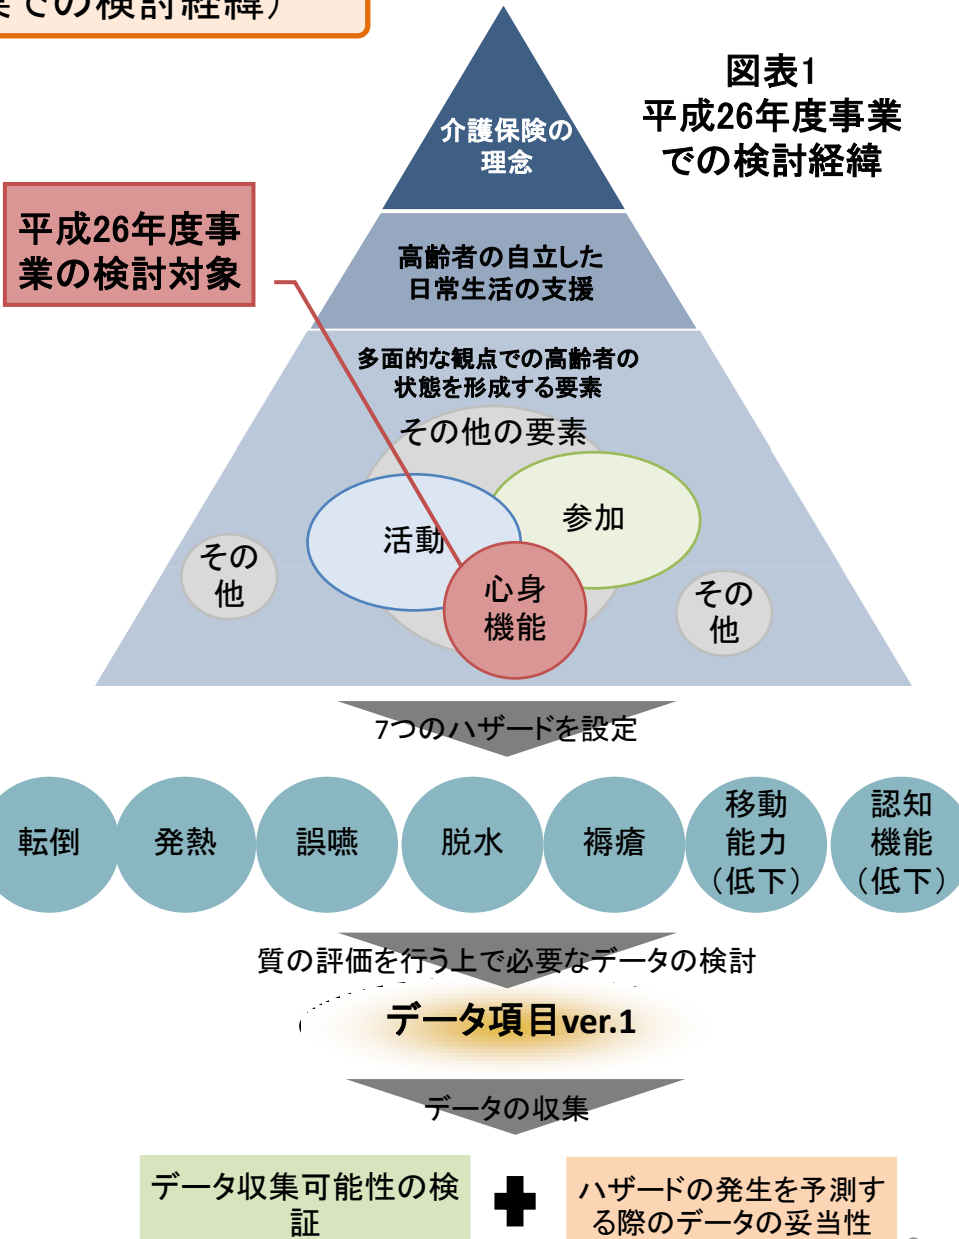 業での検討経緯）
図表1
平成26年度事業
での検討経緯
介護保険の
理念
平成26年度事
業の検討対象
高齢者の自立した
日常生活の支援
多面的な観点での高齢者の
状態を形成する要素
その他の要素
活動
参加
心身
機能
その
他
その
他
7つのハザードを設定
転倒
発熱
誤嚥
脱水
褥瘡
移動
能力
（低下）
認知
機能
（低下）
質の評価を行う上で必要なデータの検討
データ項目ver.1
データの収集
データ収集可能性の検
証
ハザードの発生を予測す
る際のデータの妥当性